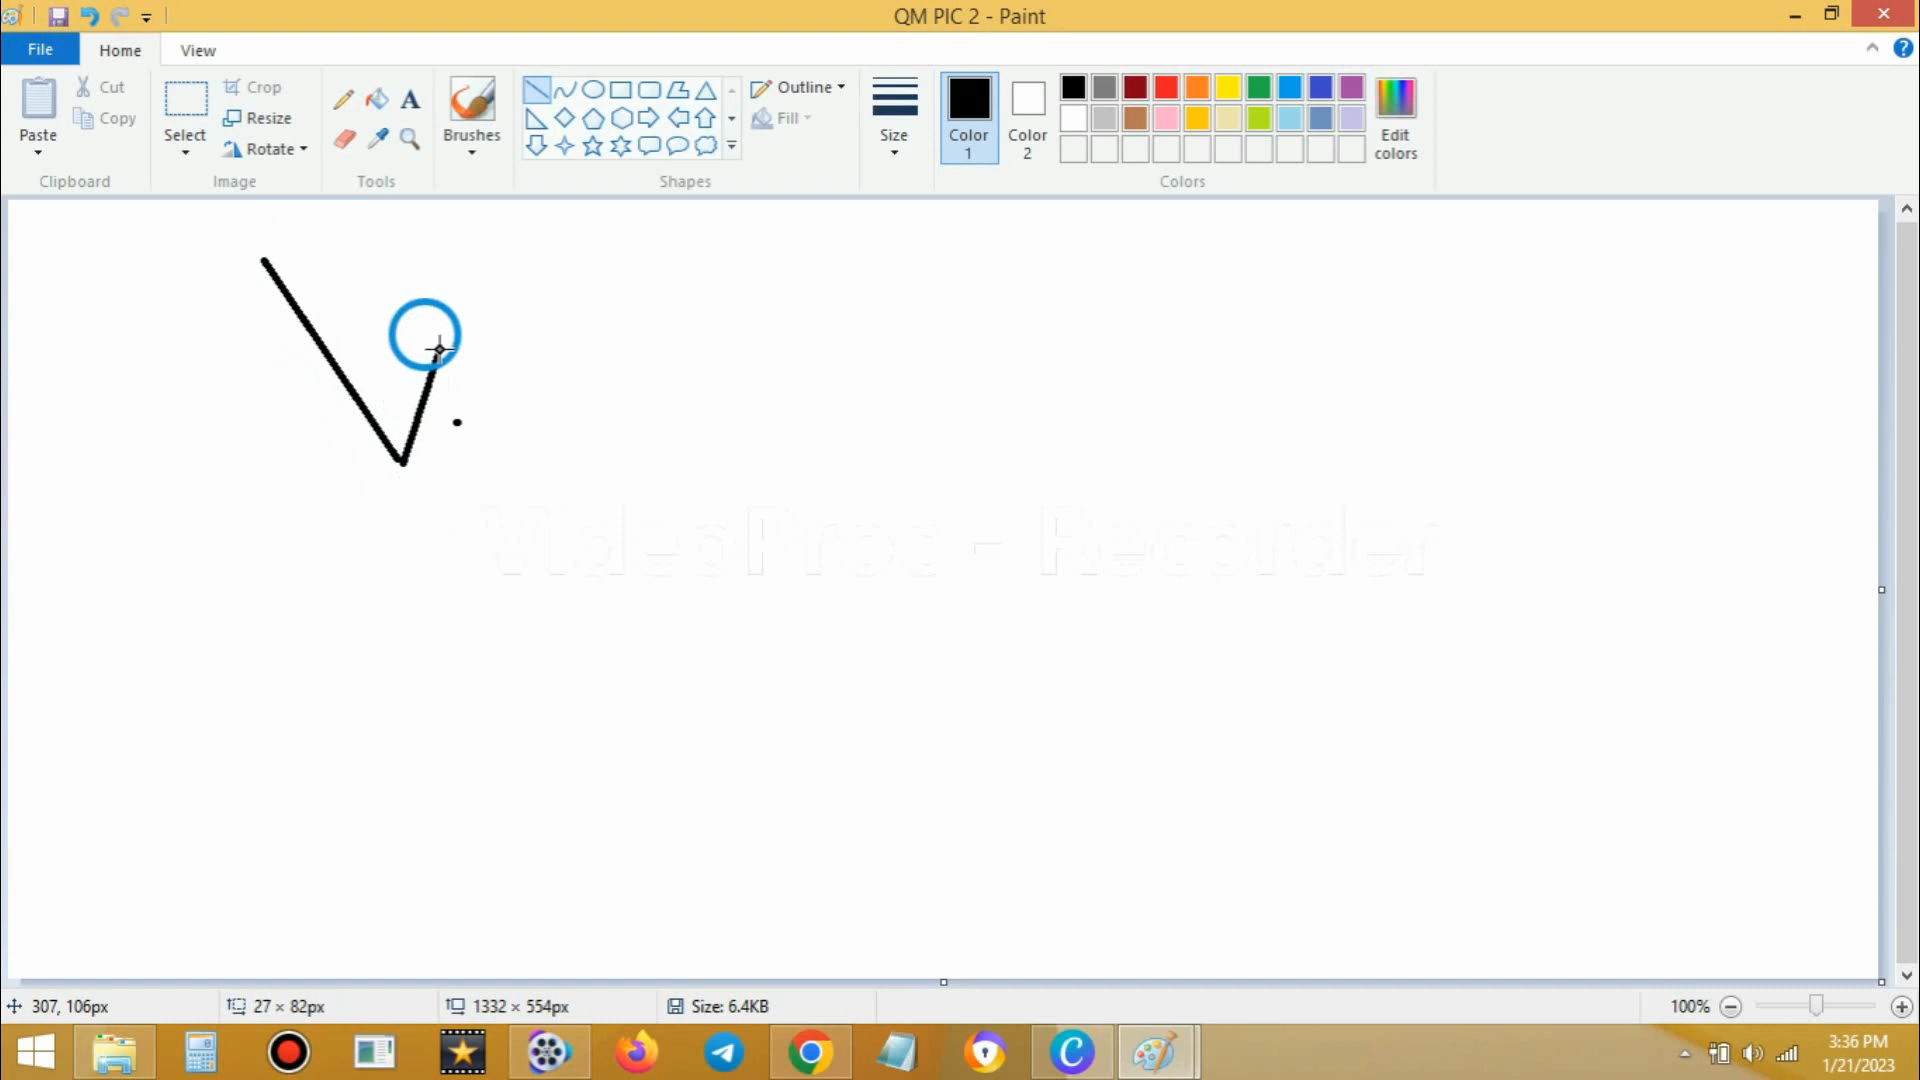 QM PIC 2 - Paint
File Home View
Paste
Cut
Copy
Clipboard
Select
Crop
Resize
Rotate
Image
A
Tools
Brushes
Shapes
Outline
Fill
Size
Color 1
Color 2
Edit colors
Colors
VideoProc - Recorder
307, 106px
27 × 82px
1332 × 554px
Size: 6.4KB
100%
3:36 PM
1/21/2023